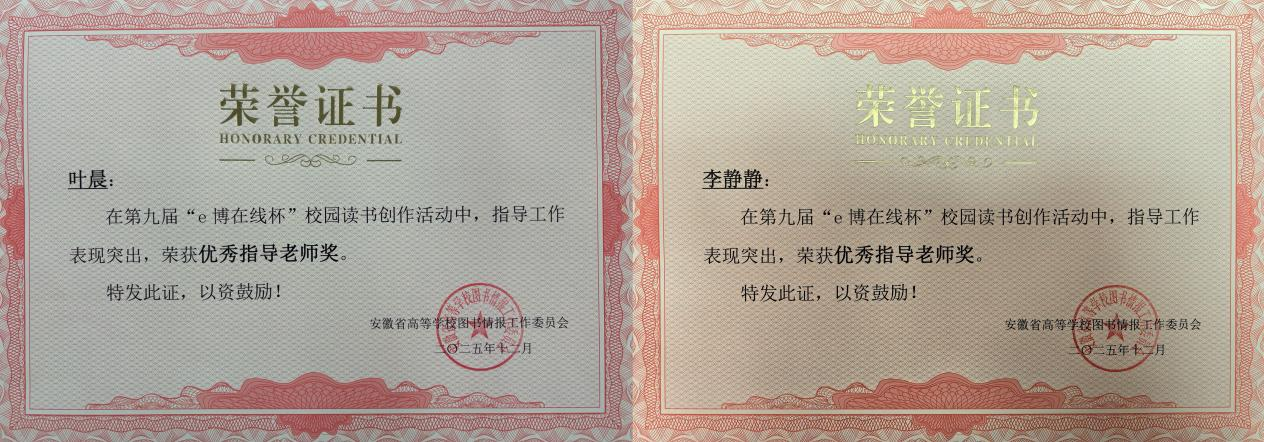 荣誉证书
HONORARY CREDENTIAL
叶晨：
在第九届“e博在线杯”校园读书创作活动中，指导工作
表现突出，荣获优秀指导老师奖。
特发此证，以资鼓励！
安徽省高等学校图书情报工作委员会
二〇二五年十二月
荣誉证书
HONORARY CREDENTIAL
李静静：
在第九届“e博在线杯”校园读书创作活动中，指导工作
表现突出，荣获优秀指导老师奖。
特发此证，以资鼓励！
安徽省高等学校图书情报工作委员会
二〇二五年十二月